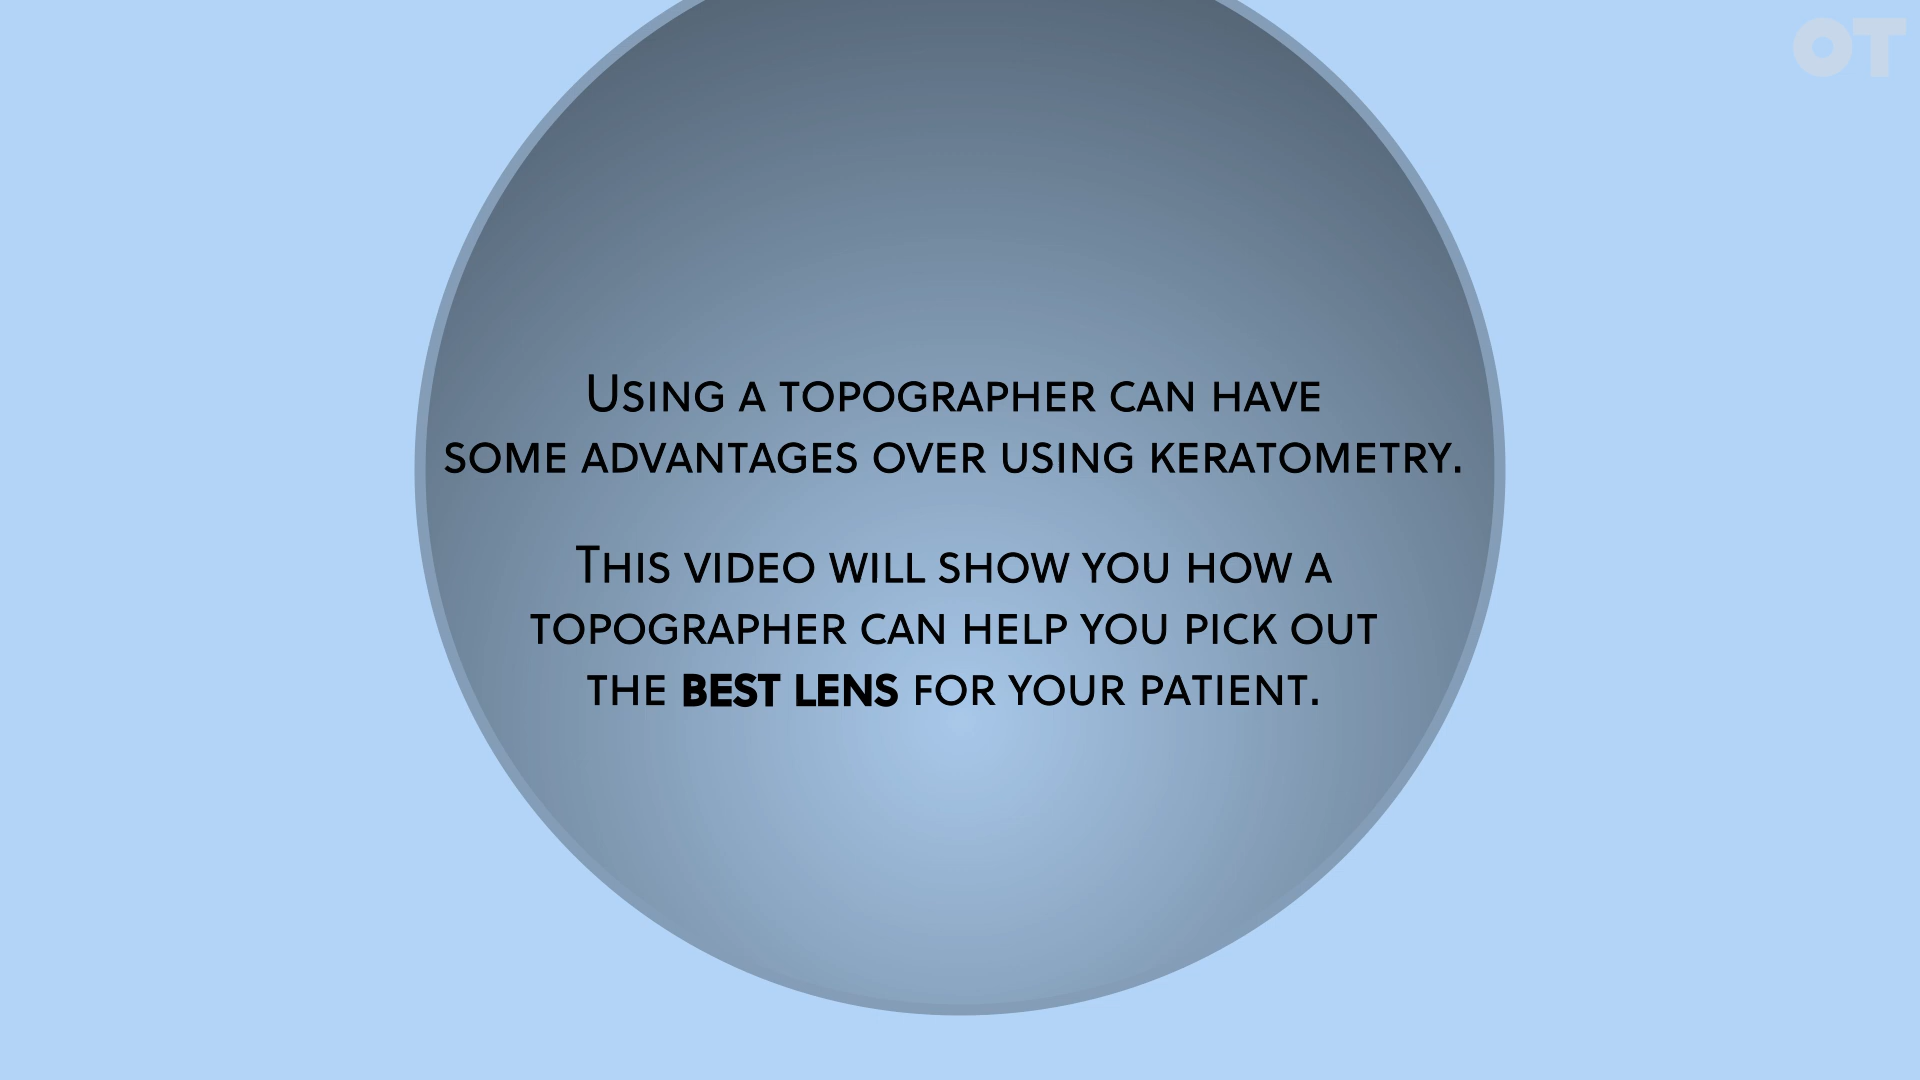 OT
Using a topographer can have
some advantages over using keratometry.
This video will show you how a
topographer can help you pick out
the BEST LENS for your patient.